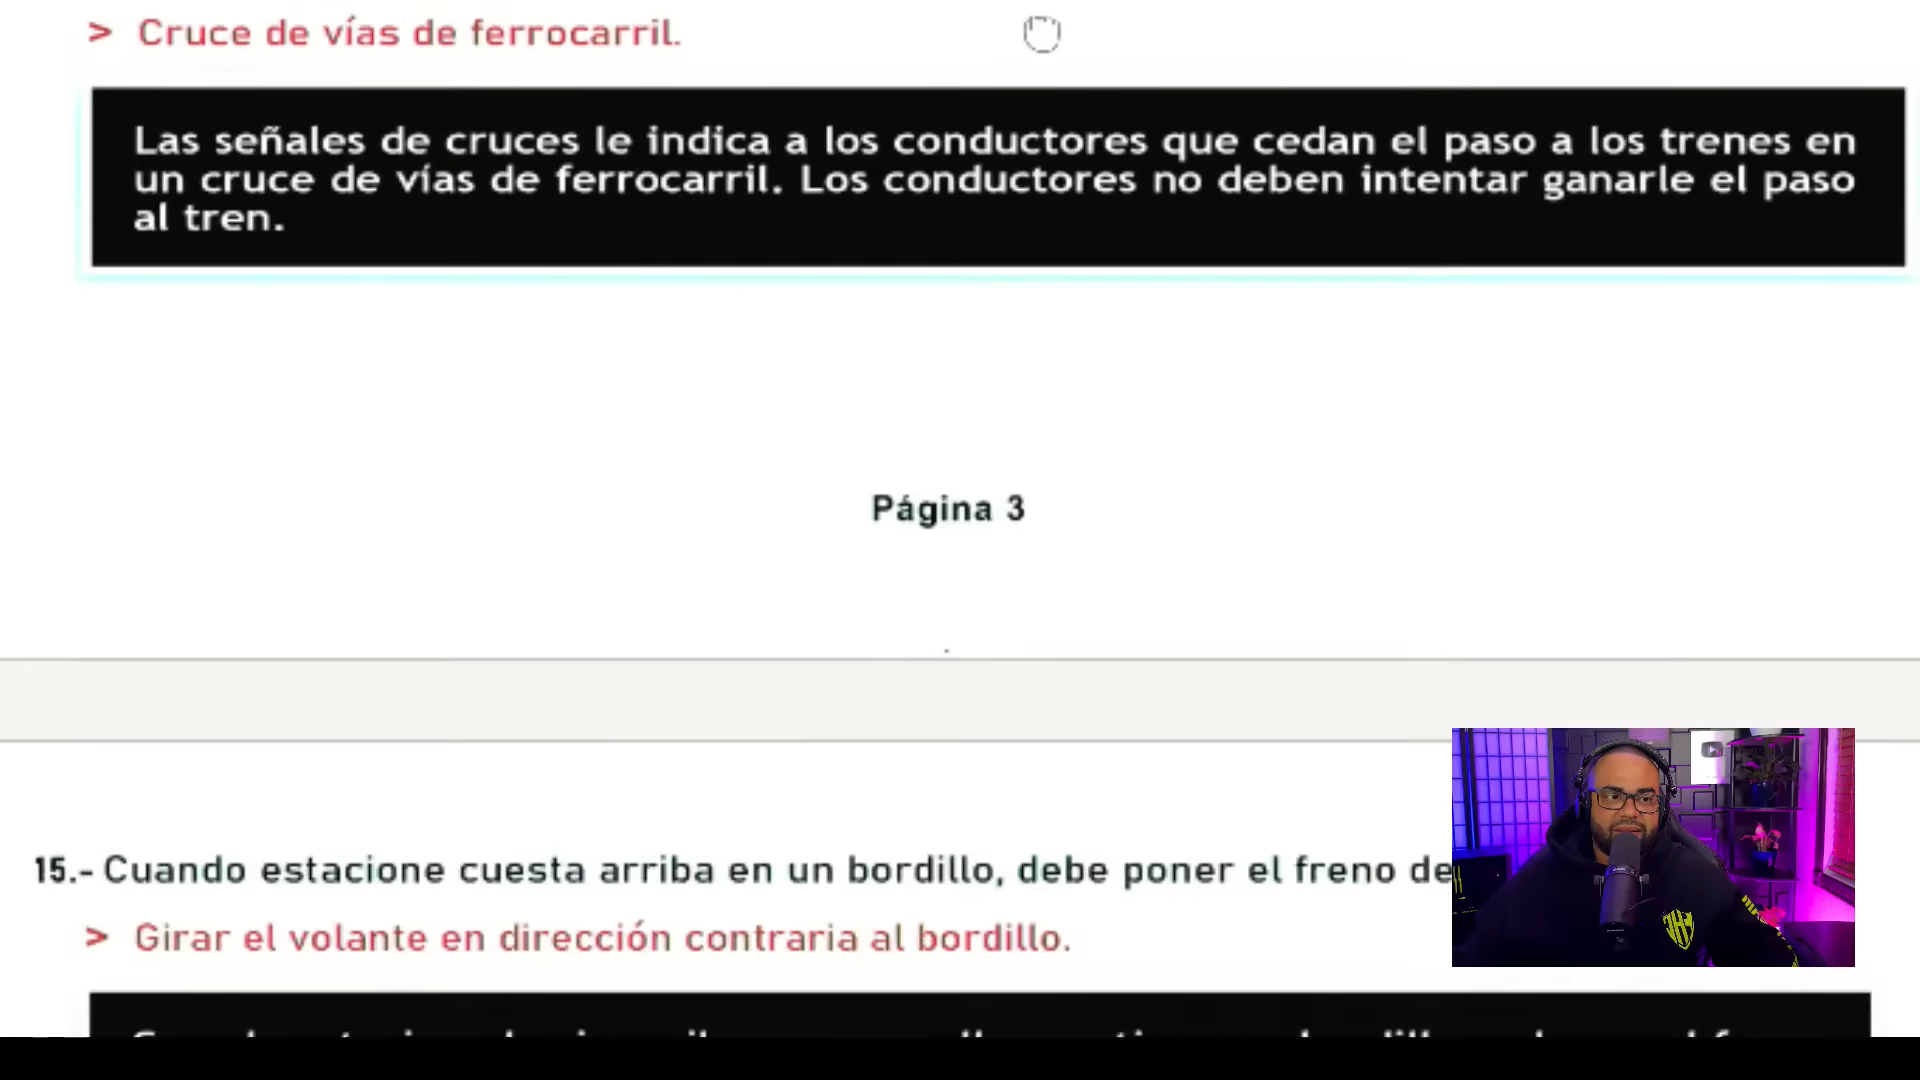 > Cruce de vías de ferrocarril.
Las señales de cruces le indica a los conductores que cedan el paso a los trenes en
un cruce de vías de ferrocarril. Los conductores no deben intentar ganarle el paso
al tren.
Página 3
15.- Cuando estacione cuesta arriba en un bordillo, debe poner el freno de
> Girar el volante en dirección contraria al bordillo.